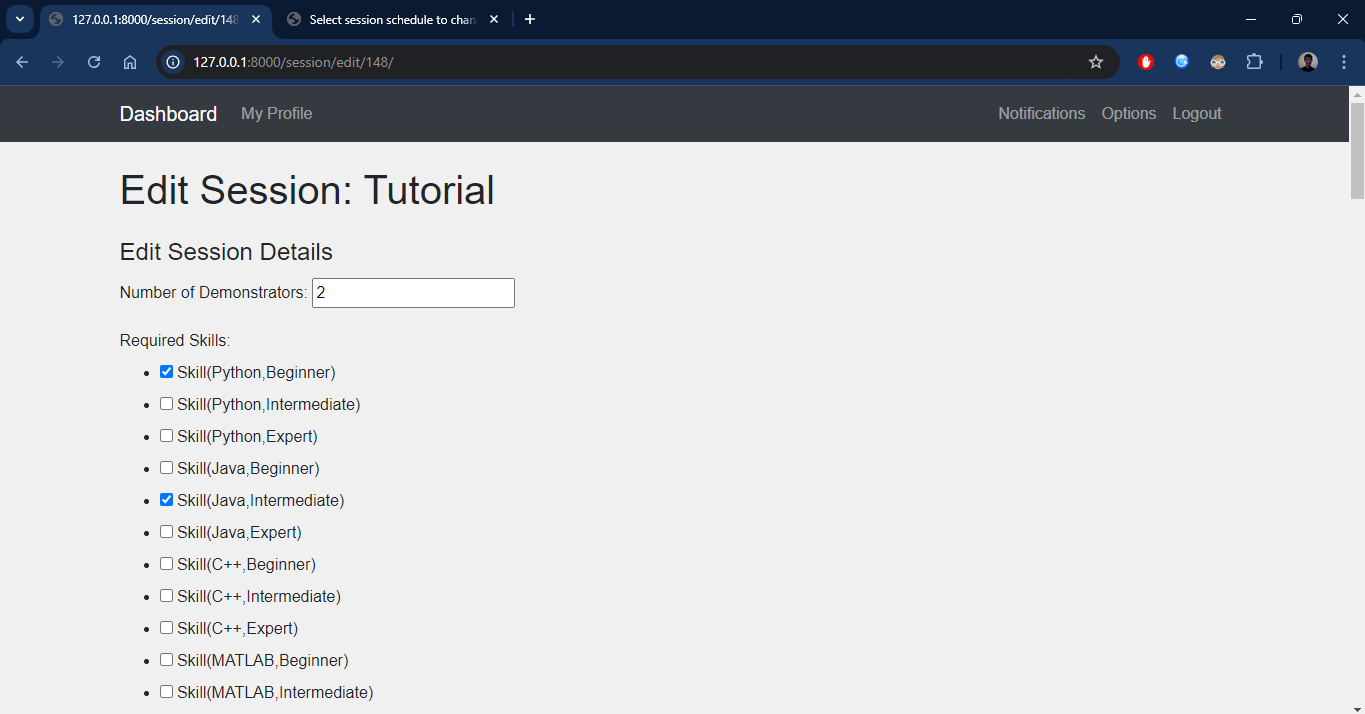 127.0.0.1:8000/session/edit/148
Select session schedule to chan
127.0.0.1:8000/session/edit/148/
Dashboard My Profile Notifications Options Logout
Edit Session: Tutorial
Edit Session Details
Number of Demonstrators: 2
Required Skills:
Skill(Python,Beginner)
Skill(Python,Intermediate)
Skill(Python,Expert)
Skill(Java,Beginner)
Skill(Java,Intermediate)
Skill(Java,Expert)
Skill(C++,Beginner)
Skill(C++,Intermediate)
Skill(C++,Expert)
Skill(MATLAB,Beginner)
Skill(MATLAB,Intermediate)